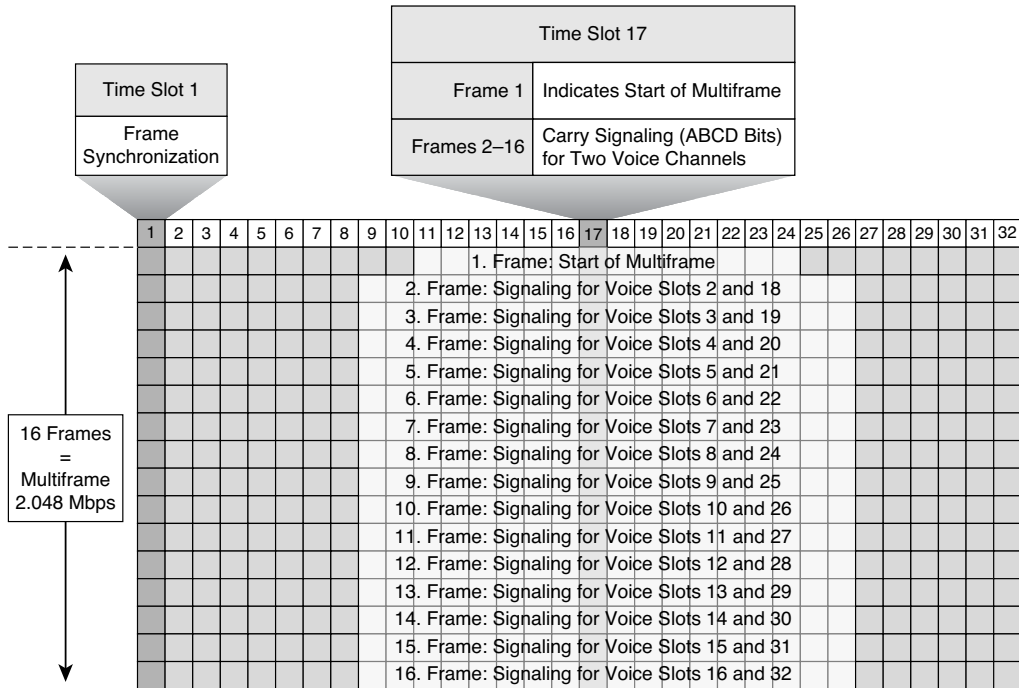 Time Slot 17
Time Slot 1
Frame 1
Indicates Start of Multiframe
Frame
Synchronization
Frames 2–16
Carry Signaling (ABCD Bits)
for Two Voice Channels
1 2 3 4 5 6 7 8 9 10 11 12 13 14 15 16 17 18 19 20 21 22 23 24 25 26 27 28 29 30 31 32
1. Frame: Start of Multiframe
2. Frame: Signaling for Voice Slots 2 and 18
3. Frame: Signaling for Voice Slots 3 and 19
4. Frame: Signaling for Voice Slots 4 and 20
5. Frame: Signaling for Voice Slots 5 and 21
6. Frame: Signaling for Voice Slots 6 and 22
7. Frame: Signaling for Voice Slots 7 and 23
8. Frame: Signaling for Voice Slots 8 and 24
9. Frame: Signaling for Voice Slots 9 and 25
10. Frame: Signaling for Voice Slots 10 and 26
11. Frame: Signaling for Voice Slots 11 and 27
12. Frame: Signaling for Voice Slots 12 and 28
13. Frame: Signaling for Voice Slots 13 and 29
14. Frame: Signaling for Voice Slots 14 and 30
15. Frame: Signaling for Voice Slots 15 and 31
16. Frame: Signaling for Voice Slots 16 and 32
16 Frames
=
Multiframe
2.048 Mbps